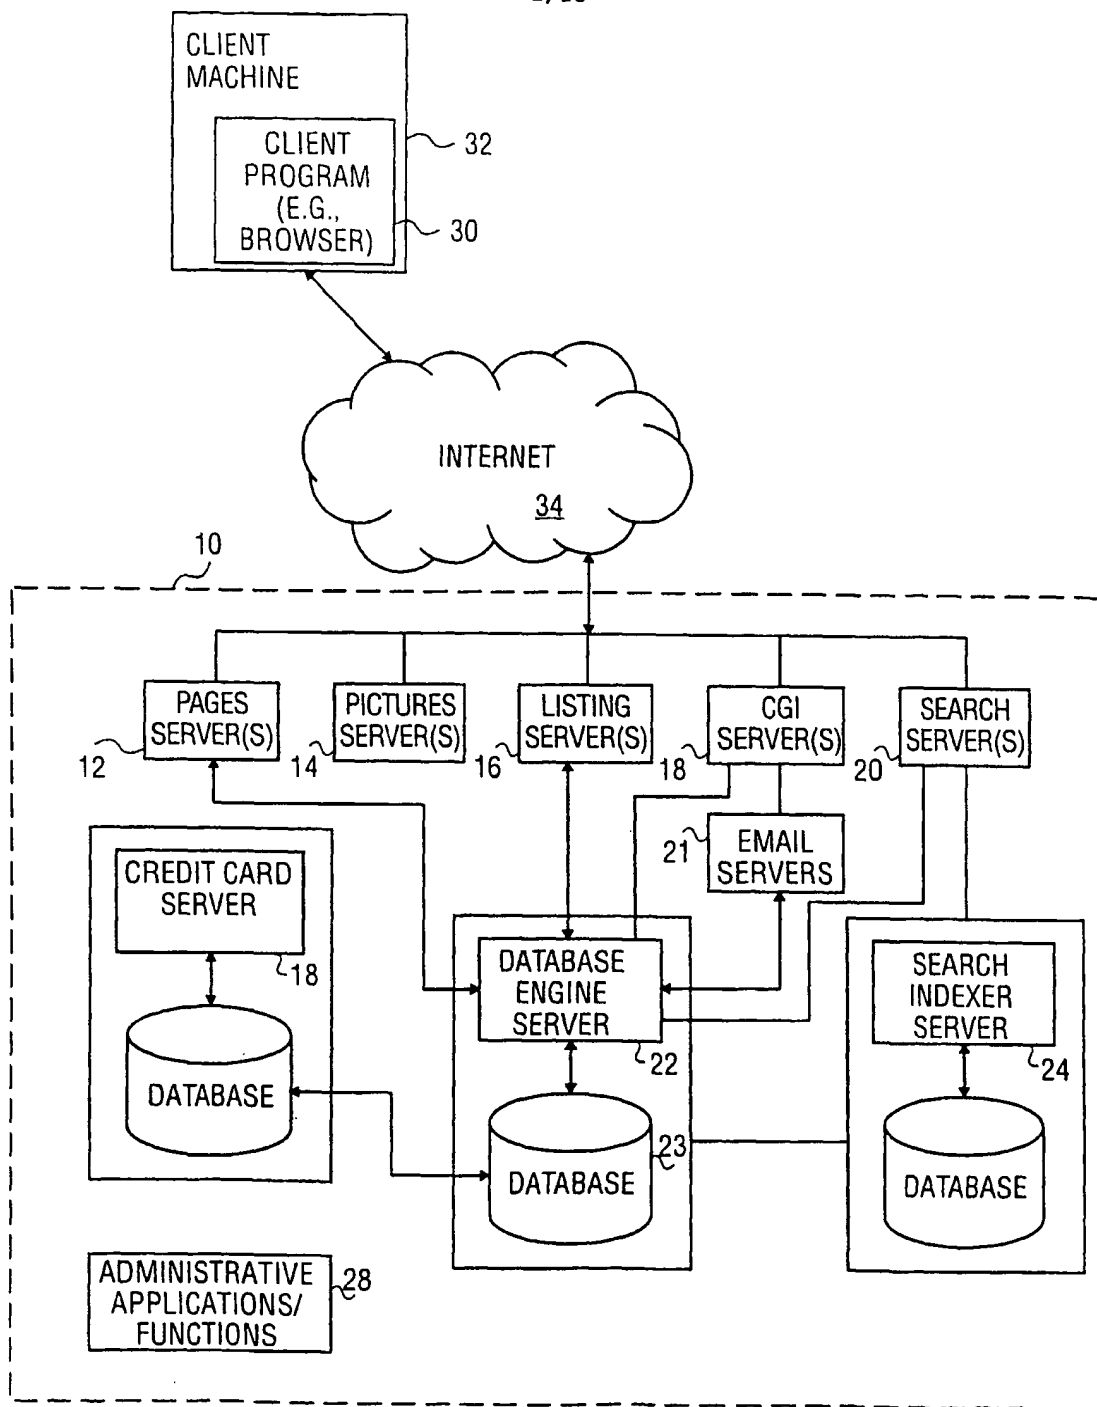 CLIENT
MACHINE
CLIENT
PROGRAM
(E.G.,
BROWSER)
32
30
INTERNET
34
10
PAGES
SERVER(S)
12
PICTURES
SERVER(S)
14
LISTING
SERVER(S)
16
CGI
SERVER(S)
18
SEARCH
SERVER(S)
20
EMAIL
SERVERS
21
CREDIT CARD
SERVER
18
DATABASE
DATABASE
ENGINE
SERVER
22
DATABASE
23
SEARCH
INDEXER
SERVER
24
DATABASE
ADMINISTRATIVE
APPLICATIONS/
FUNCTIONS
28